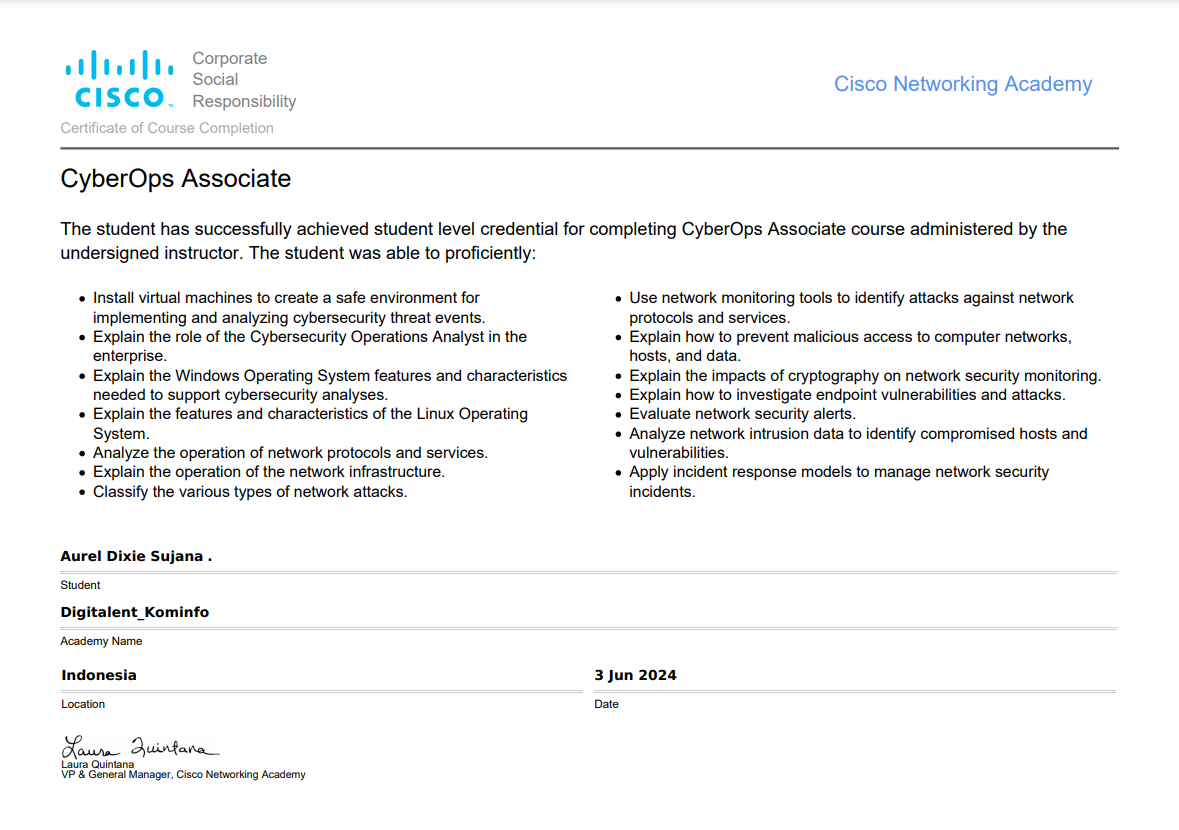 Corporate
Social
Responsibility
CISCO™
Cisco Networking Academy
Certificate of Course Completion
CyberOps Associate
The student has successfully achieved student level credential for completing CyberOps Associate course administered by the
undersigned instructor. The student was able to proficiently:
• Install virtual machines to create a safe environment for
implementing and analyzing cybersecurity threat events.
• Explain the role of the Cybersecurity Operations Analyst in the
enterprise.
• Explain the Windows Operating System features and characteristics
needed to support cybersecurity analyses.
• Explain the features and characteristics of the Linux Operating
System.
• Analyze the operation of network protocols and services.
• Explain the operation of the network infrastructure.
• Classify the various types of network attacks.
• Use network monitoring tools to identify attacks against network
protocols and services.
• Explain how to prevent malicious access to computer networks,
hosts, and data.
• Explain the impacts of cryptography on network security monitoring.
• Explain how to investigate endpoint vulnerabilities and attacks.
• Evaluate network security alerts.
• Analyze network intrusion data to identify compromised hosts and
vulnerabilities.
• Apply incident response models to manage network security
incidents.
Aurel Dixie Sujana .
Student
Digitalent_Kominfo
Academy Name
Indonesia
Location
3 Jun 2024
Date
Laura Quintana
Laura Quintana
VP & General Manager, Cisco Networking Academy